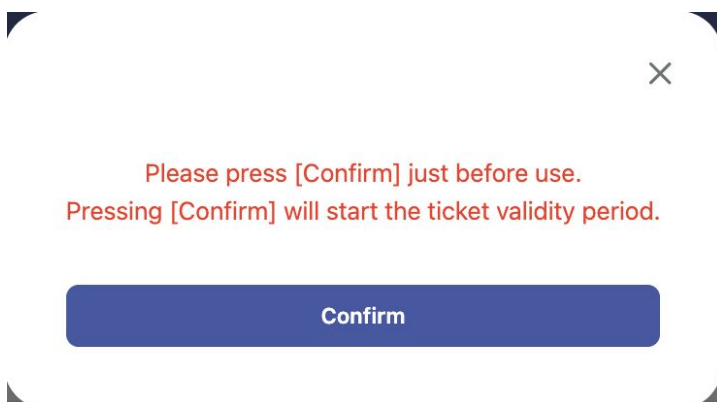 Please press [Confirm] just before use.
Pressing [Confirm] will start the ticket validity period.
Confirm